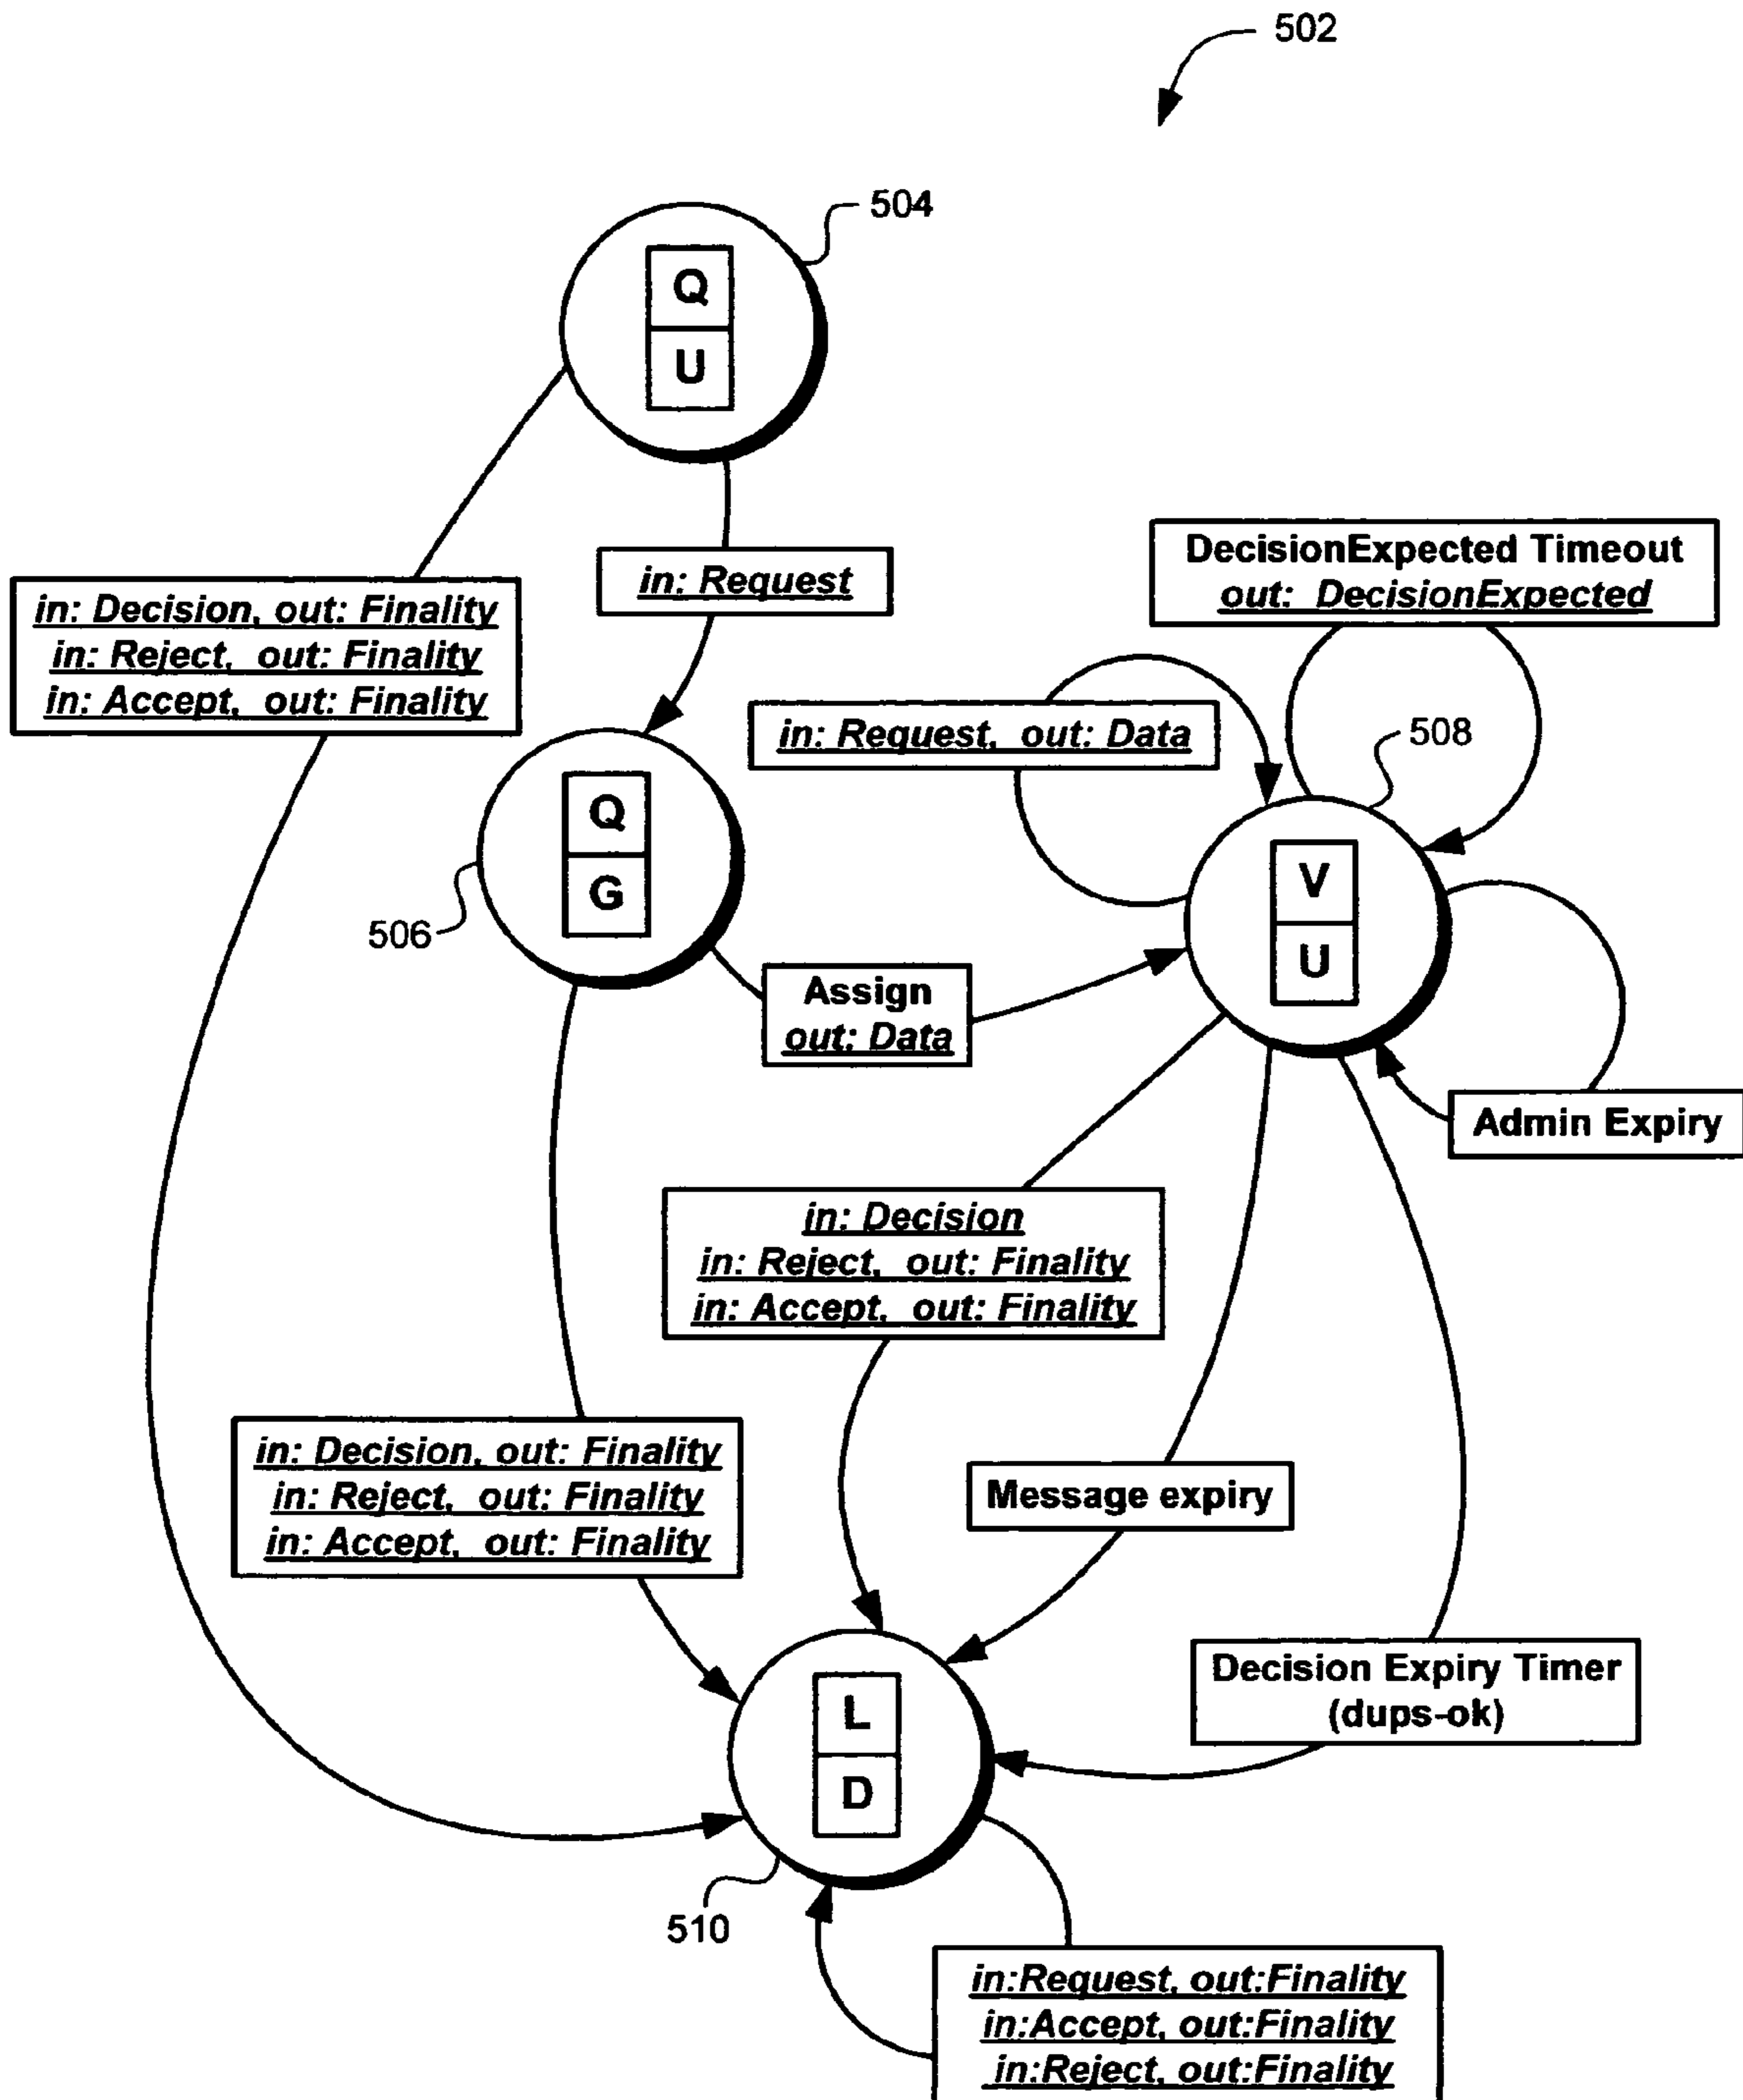 502
504
Q
U
in: Request
in: Decision, out: Finality
in: Reject, out: Finality
in: Accept, out: Finality
DecisionExpected Timeout
out: DecisionExpected
in: Request, out: Data
508
Q
G
506
V
U
Assign
out: Data
Admin Expiry
in: Decision
in: Reject, out: Finality
in: Accept, out: Finality
in: Decision, out: Finality
in: Reject, out: Finality
in: Accept, out: Finality
Message expiry
Decision Expiry Timer
(dups-ok)
L
D
510
in:Request, out:Finality
in:Accept, out:Finality
in:Reject, out:Finality